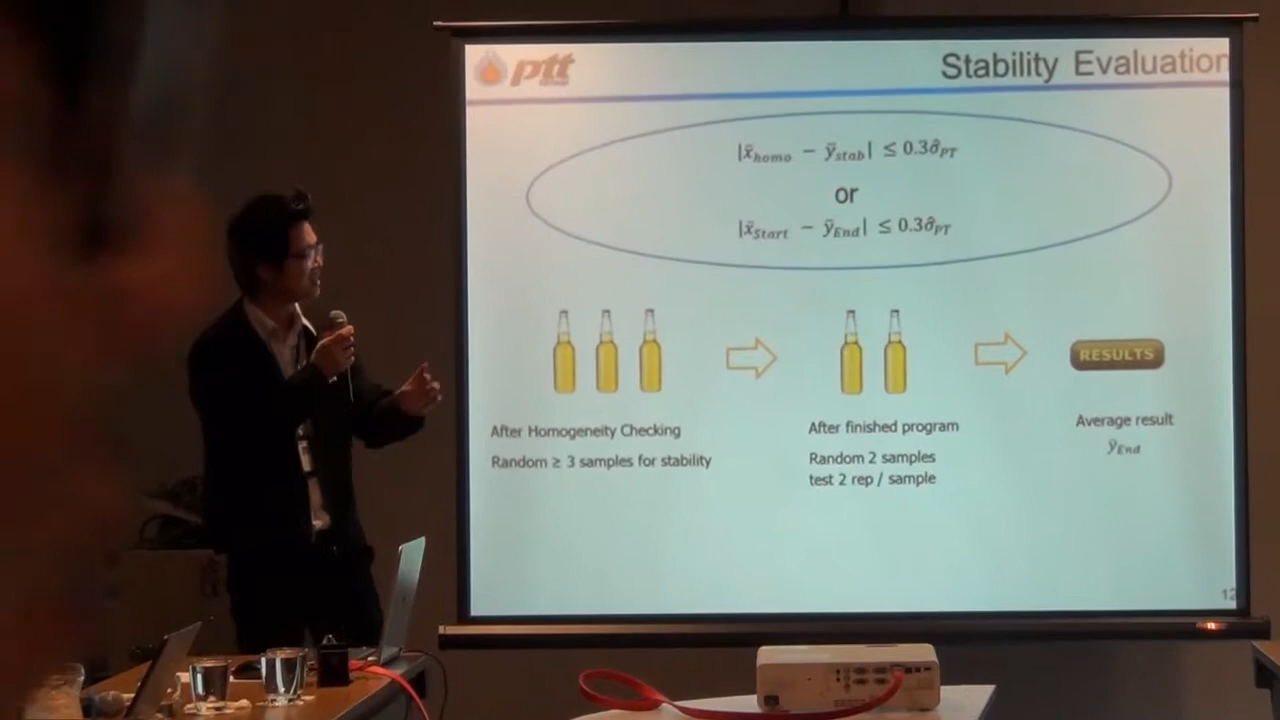 ptt
Stability Evaluation
|x̄homo − ȳstab| ≤ 0.3σ̂PT
or
|x̄Start − ȳEnd| ≤ 0.3σ̂PT
RESULTS
After Homogeneity Checking
Random ≥ 3 samples for stability
After finished program
Random 2 samples
test 2 rep / sample
Average result
ȳEnd
12